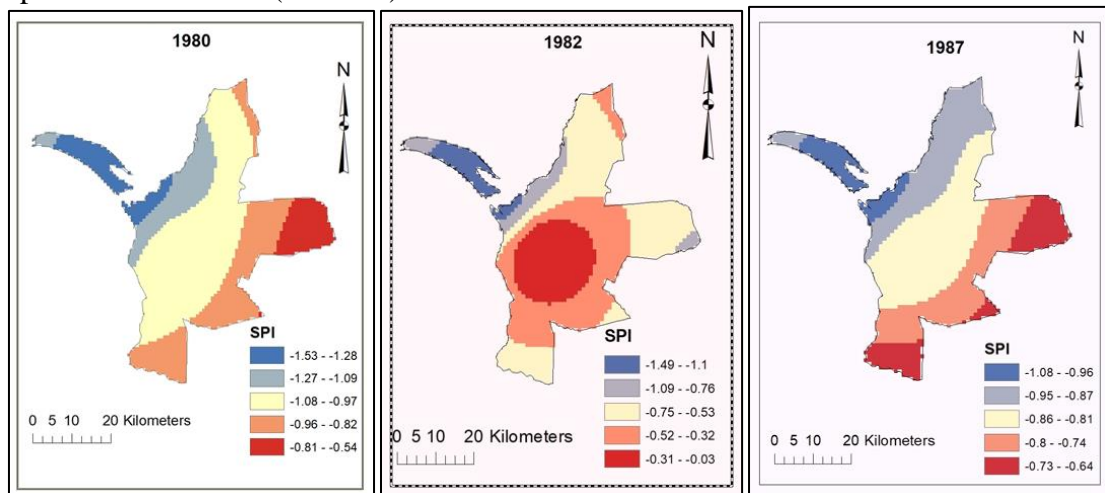 1980
N
SPI
-1.53 - -1.28
-1.27 - -1.09
-1.08 - -0.97
-0.96 - -0.82
-0.81 - -0.54
0 5 10 20 Kilometers
1982
N
SPI
-1.49 - -1.1
-1.09 - -0.76
-0.75 - -0.53
-0.52 - -0.32
-0.31 - -0.03
0 5 10 20 Kilometers
1987
N
SPI
-1.08 - -0.96
-0.95 - -0.87
-0.86 - -0.81
-0.8 - -0.74
-0.73 - -0.64
0 5 10 20 Kilometers